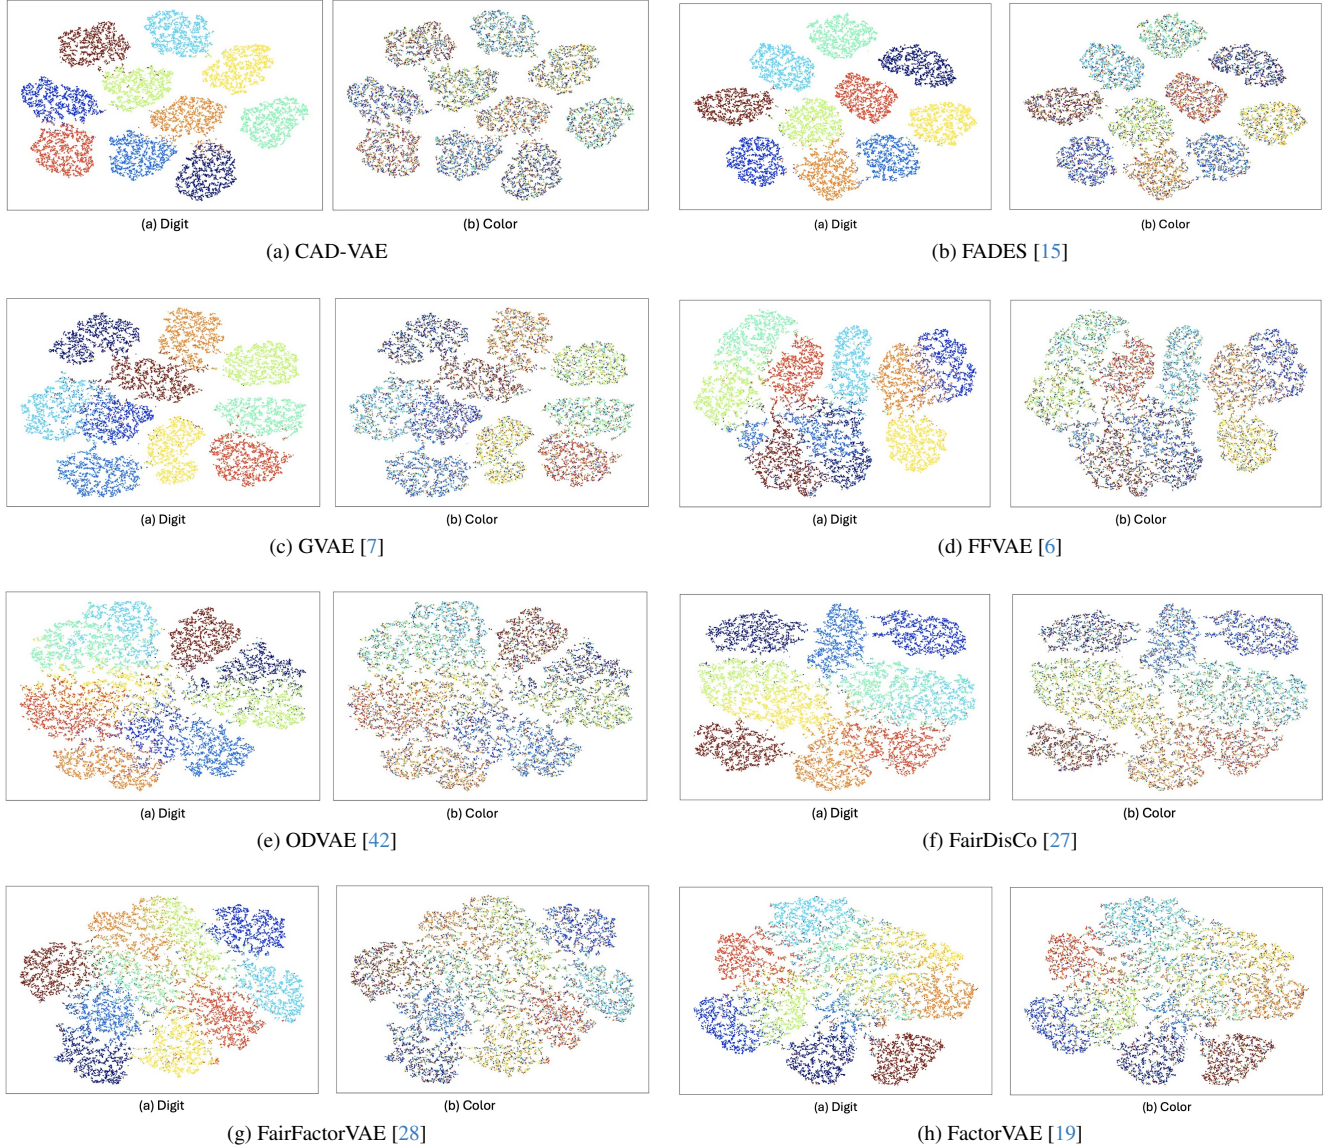 (a) Digit
(b) Color
(a) Digit
(b) Color
(a) CAD-VAE
(b) FADES [15]
(a) Digit
(b) Color
(a) Digit
(b) Color
(c) GVAE [7]
(d) FFVAE [6]
(a) Digit
(b) Color
(a) Digit
(b) Color
(e) ODVAE [42]
(f) FairDisCo [27]
(a) Digit
(b) Color
(a) Digit
(b) Color
(g) FairFactorVAE [28]
(h) FactorVAE [19]